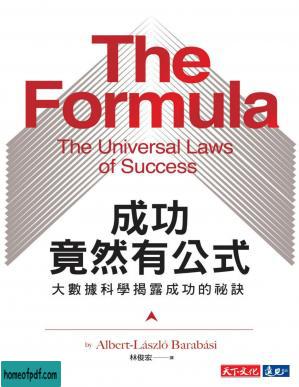 The
Formula
The Universal Laws
of Success
成功
竟然有公式
大數據科學揭露成功的祕訣
by Albert-László Barabási
林俊宏 — 譯
天下文化
遠見
homeofpdf.com